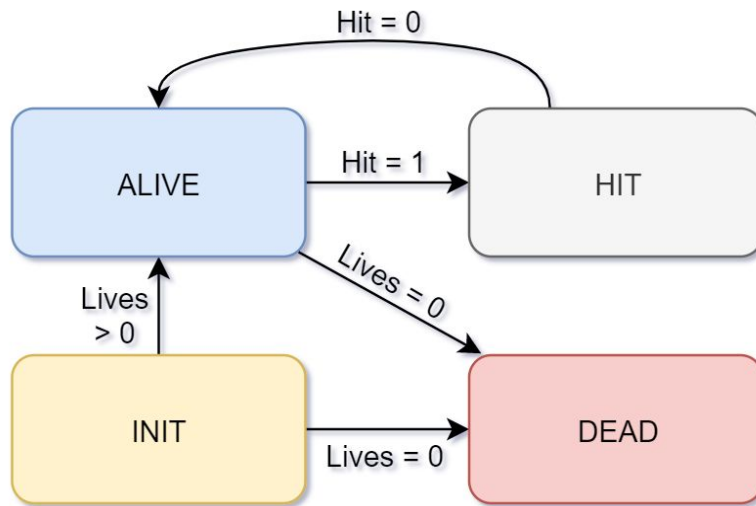 Hit = 0
ALIVE
Hit = 1
HIT
Lives
> 0
Lives = 0
INIT
Lives = 0
DEAD